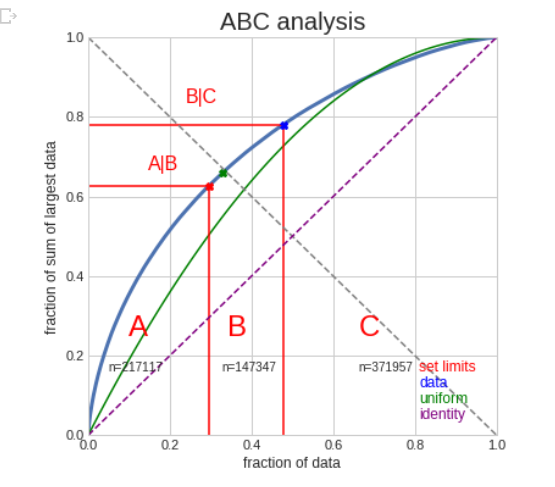 ABC analysis
1.0
B|C
0.8
A|B
0.6
fraction of sum of largest data
0.4
A B C
0.2
n=217117 n=147347 n=371957 set limits
data
uniform
identity
0.0
0.0 0.2 0.4 0.6 0.8 1.0
fraction of data